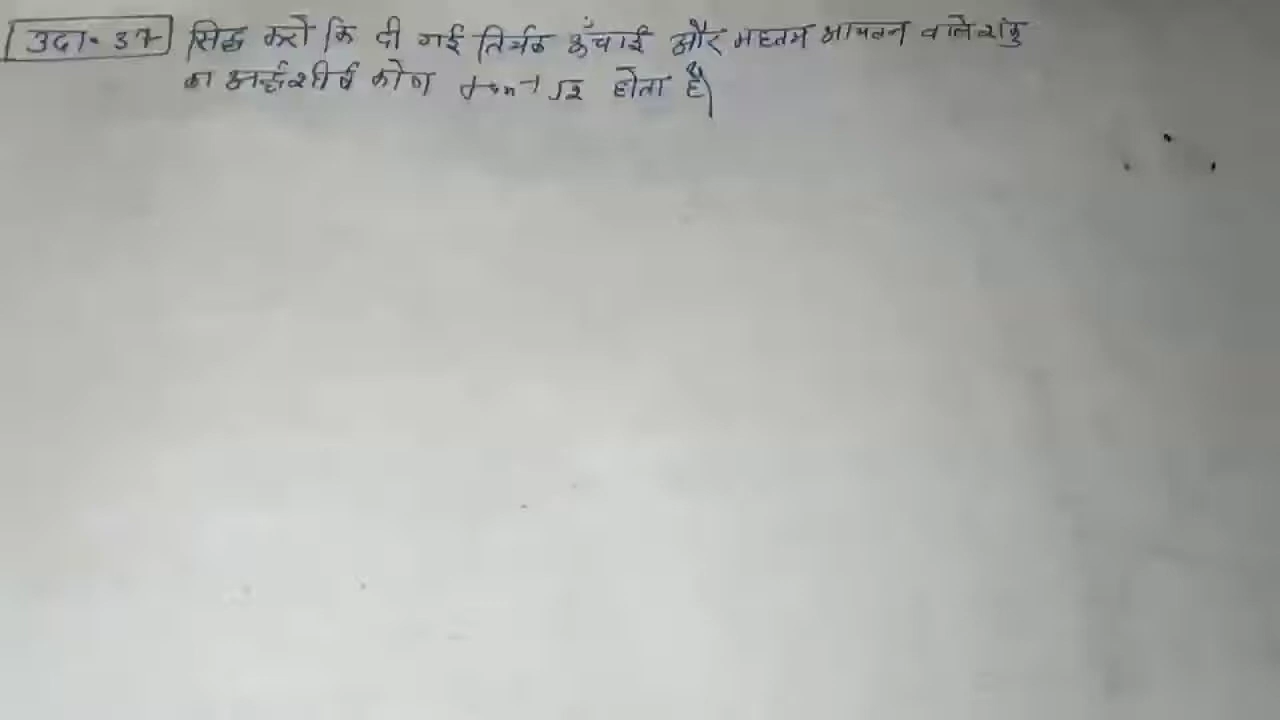 उदा. 37 सिद्ध करो कि दी गई तिर्यक ऊँचाई और महत्तम आयतन वाले शंकु
का अर्द्धशीर्ष कोण tan⁻¹ √2 होता है|